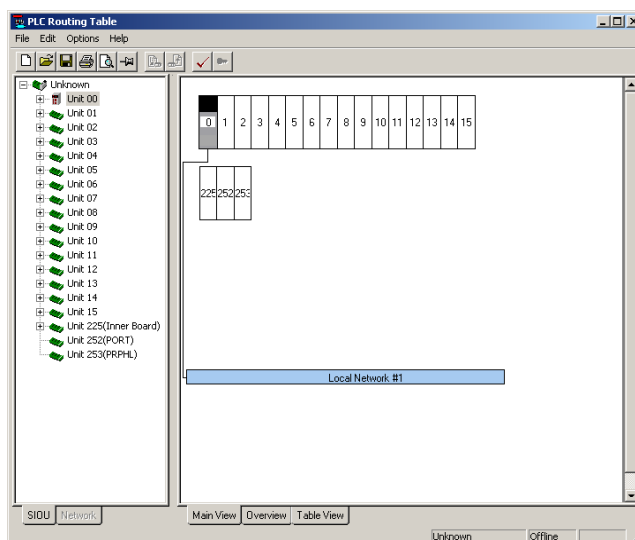 PLC Routing Table
File Edit Options Help
Unknown
Unit 00
Unit 01
Unit 02
Unit 03
Unit 04
Unit 05
Unit 06
Unit 07
Unit 08
Unit 09
Unit 10
Unit 11
Unit 12
Unit 13
Unit 14
Unit 15
Unit 225(Inner Board)
Unit 252(PORT)
Unit 253(PRPHL)
SIOU Network
0 1 2 3 4 5 6 7 8 9 10 11 12 13 14 15
225 252 253
Local Network #1
Main View Overview Table View
Unknown Offline